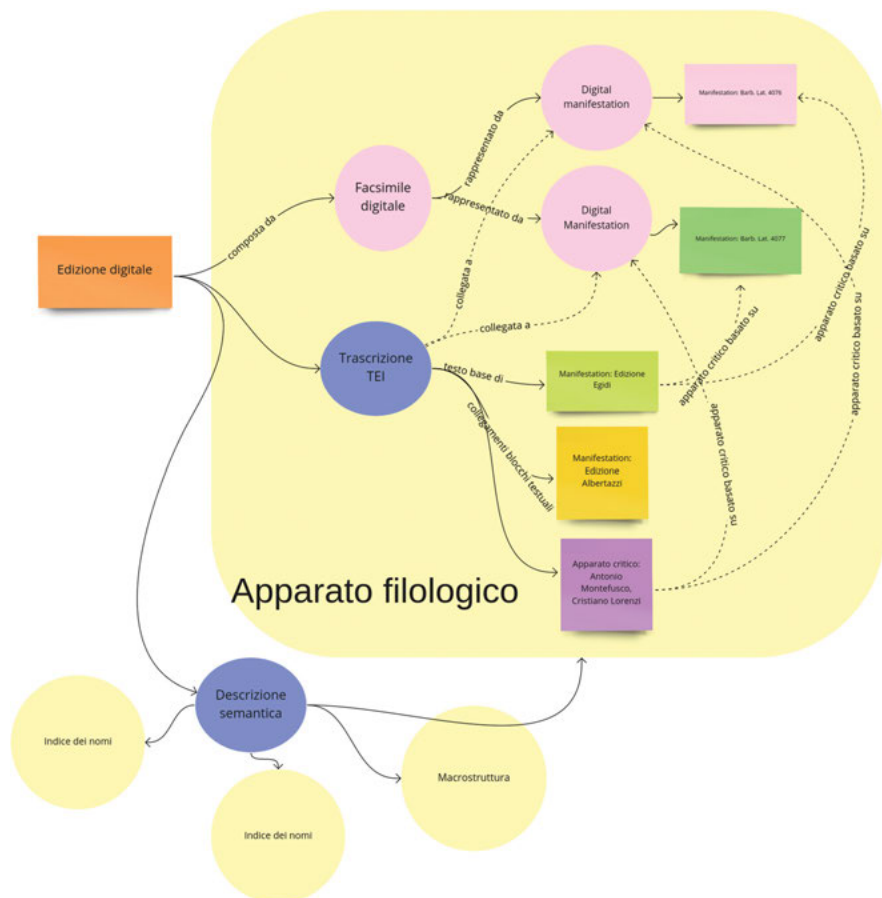 Digital
manifestation
Manifestation: Barb. Lat. 4076
rappresentato da
Facsimile
digitale
rappresentato da
Digital
Manifestation
Manifestation: Barb. Lat. 4077
composta da
Edizione digitale
collegata a
collegata a
apparato critico basato su
apparato critico basato su
Trascrizione
TEI
testo base di
Manifestation: Edizione
Egidi
apparato critico basato su
apparato critico basato su
collegamenti blocchi testuali
Manifestation:
Edizione
Albertazzi
Apparato critico:
Antonio
Montefusco,
Cristiano Lorenzi
Apparato filologico
Descrizione
semantica
Indice dei nomi
Macrostruttura
Indice dei nomi